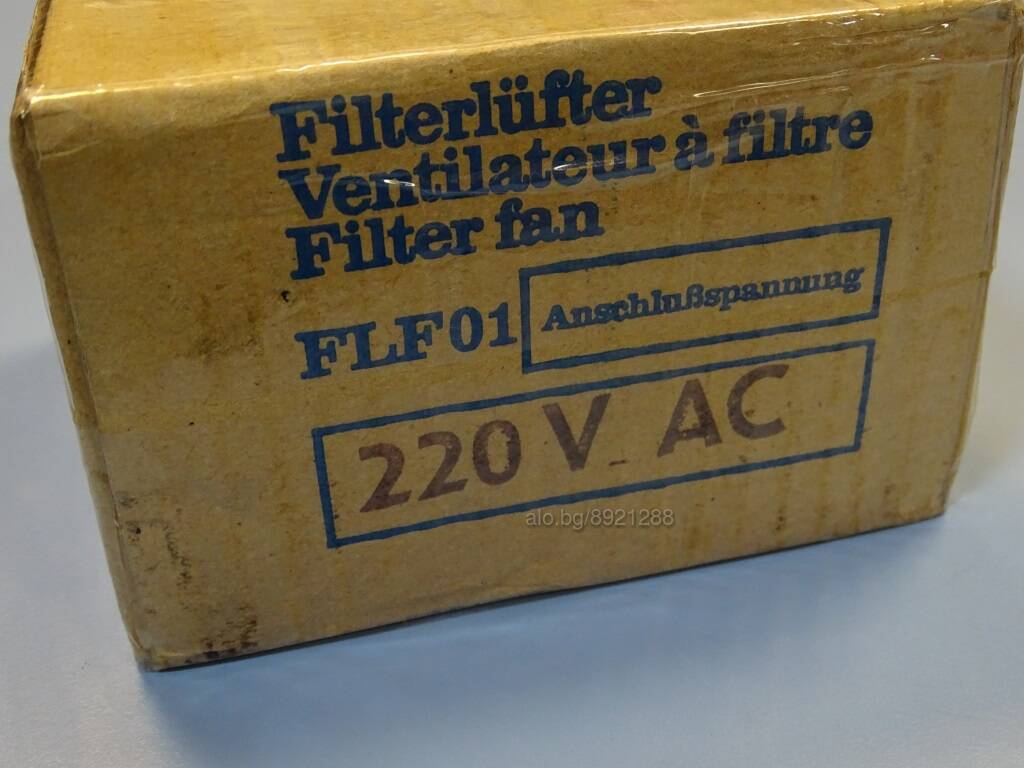 Filterlüfter
Ventilateur à filtre
Filter fan
FLF01
Anschlußspannung
220 V AC
alo.bg/8921288